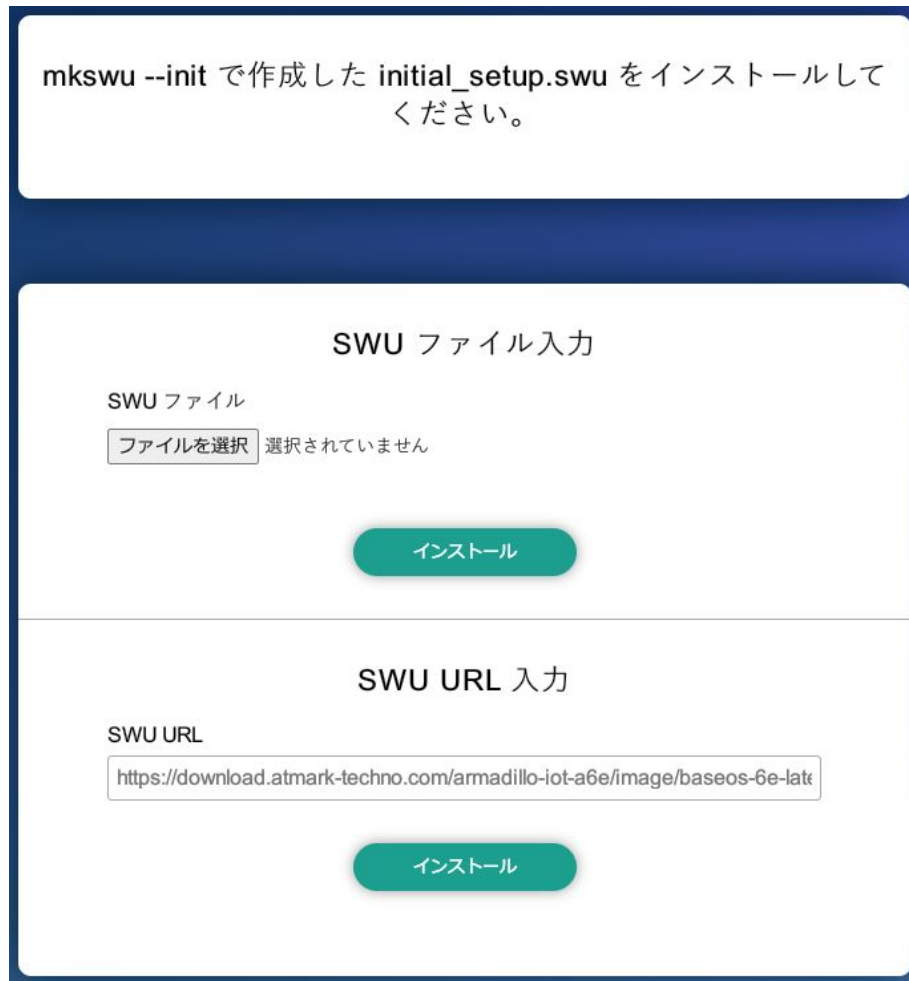 mkswu --init で作成した initial_setup.swu をインストールして
ください。
SWU ファイル入力
SWU ファイル
ファイルを選択 選択されていません
インストール
SWU URL 入力
SWU URL
https://download.atmark-techno.com/armadillo-iot-a6e/image/baseos-6e-late
インストール